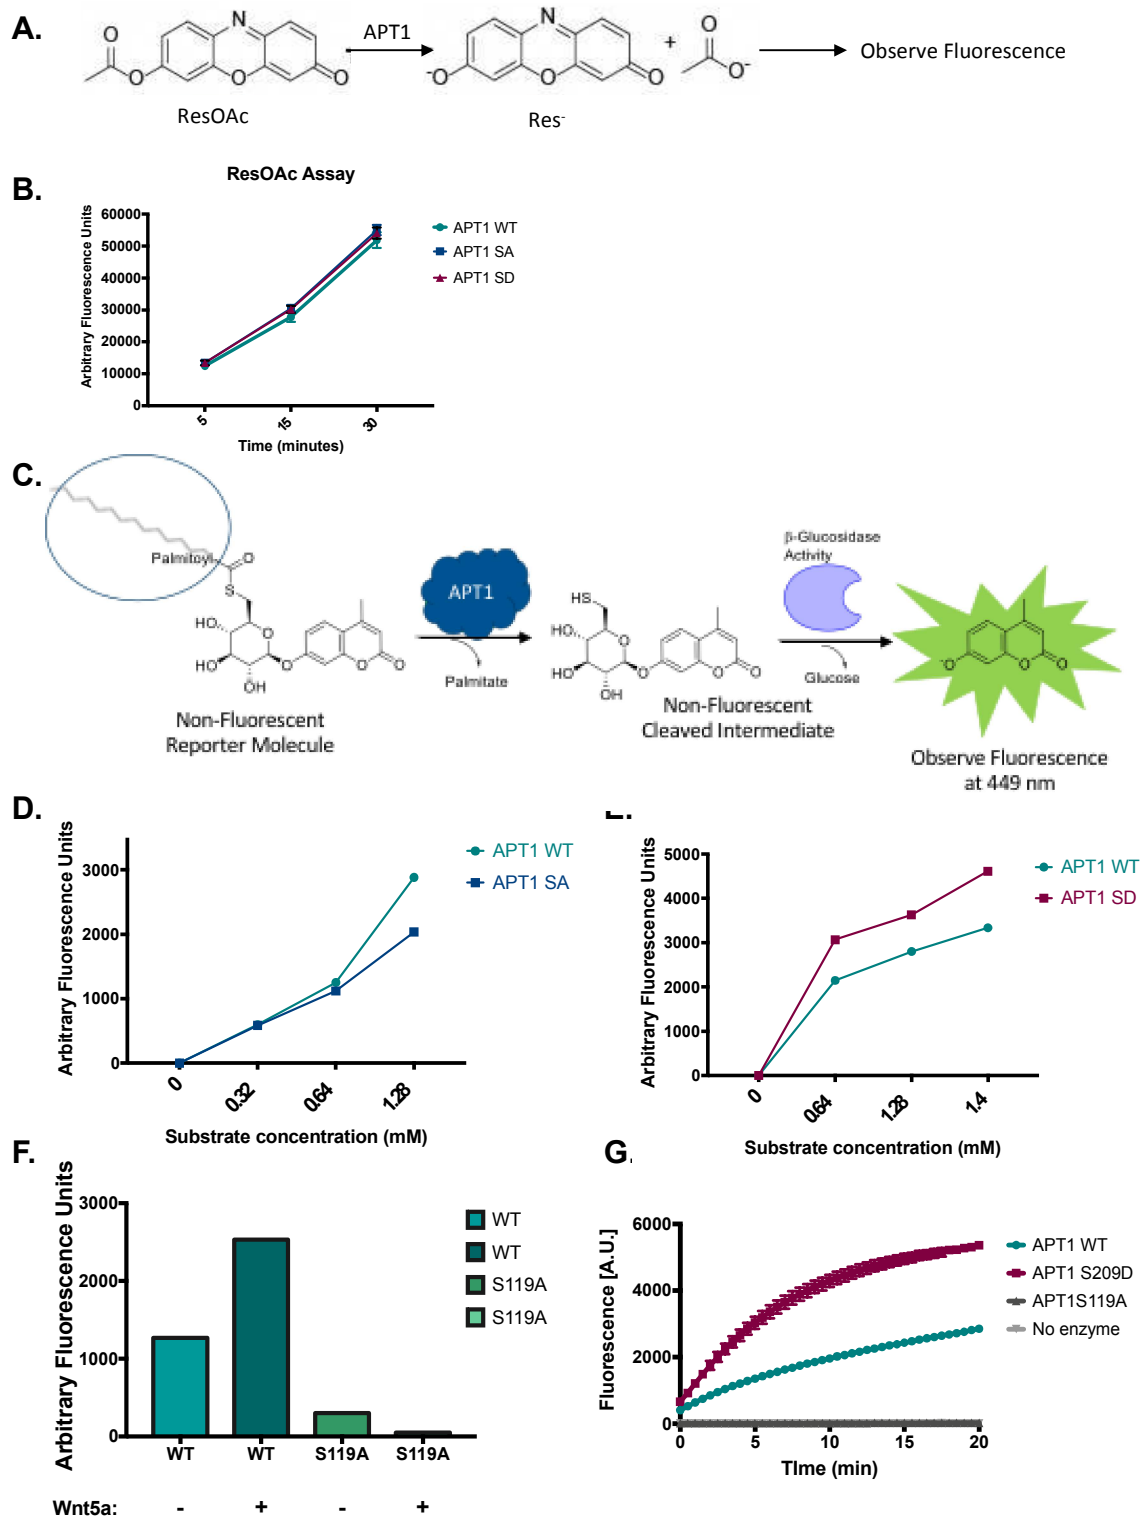 A.
O
O
N
O
O
ResOAc
APT1
N
-O
O
O
Res-
+
O
O-
Observe Fluorescence
B.
ResOAc Assay
Arbitrary Fluorescence Units
60000
50000
40000
30000
20000
10000
0
5
15
30
Time (minutes)
APT1 WT
APT1 SA
APT1 SD
C.
Palmitoyl
O
S
HO
HO
O
OH
O
O
O
Non-Fluorescent
Reporter Molecule
APT1
Palmitate
HS
HO
HO
O
OH
O
O
O
Non-Fluorescent
Cleaved Intermediate
β-Glucosidase
Activity
Glucose
O
O
O
Observe Fluorescence
at 449 nm
D.
Arbitrary Fluorescence Units
3000
2000
1000
0
0
0.32
0.64
1.28
Substrate concentration (mM)
APT1 WT
APT1 SA
Arbitrary Fluorescence Units
5000
4000
3000
2000
1000
0
0
0.64
1.28
1.4
Substrate concentration (mM)
APT1 WT
APT1 SD
F.
Arbitrary Fluorescence Units
3000
2000
1000
0
WT
WT
S119A
S119A
Wnt5a: - + - +
WT
WT
S119A
S119A
G.
Fluorescence [A.U.]
6000
4000
2000
0
0
5
10
15
20
TIme (min)
APT1 WT
APT1 S209D
APT1S119A
No enzyme